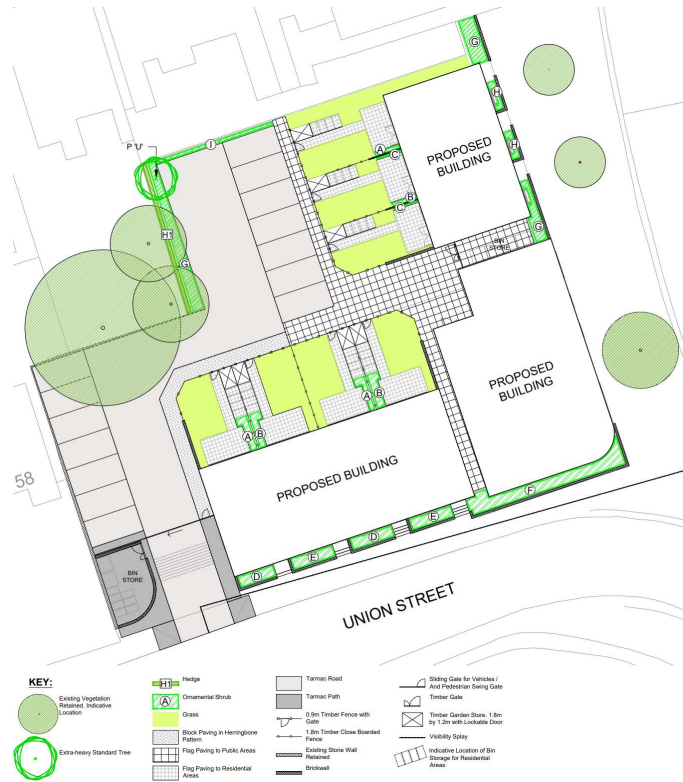 G
H
I
P 'U'
A
C
PROPOSED
BUILDING
H
B
C
H1
G
G
BIN
STORE
PROPOSED
BUILDING
A
B
A
B
58
PROPOSED BUILDING
F
E
D
E
D
BIN
STORE
UNION STREET
KEY:
Existing Vegetation
Retained, Indicative
Location
Extra-heavy Standard Tree
H1
Hedge
A
Ornamental Shrub
Grass
Block Paving in Herringbone
Pattern
Flag Paving to Public Areas
Flag Paving to Residential
Areas
Tarmac Road
Tarmac Path
0.9m Timber Fence with
Gate
1.8m Timber Close Boarded
Fence
Existing Stone Wall
Retained
Brickwall
Sliding Gate for Vehicles /
And Pedestrian Swing Gate
Timber Gate
Timber Garden Store. 1.8m
by 1.2m with Lockable Door
Visibility Splay
Indicative Location of Bin
Storage for Residential
Areas